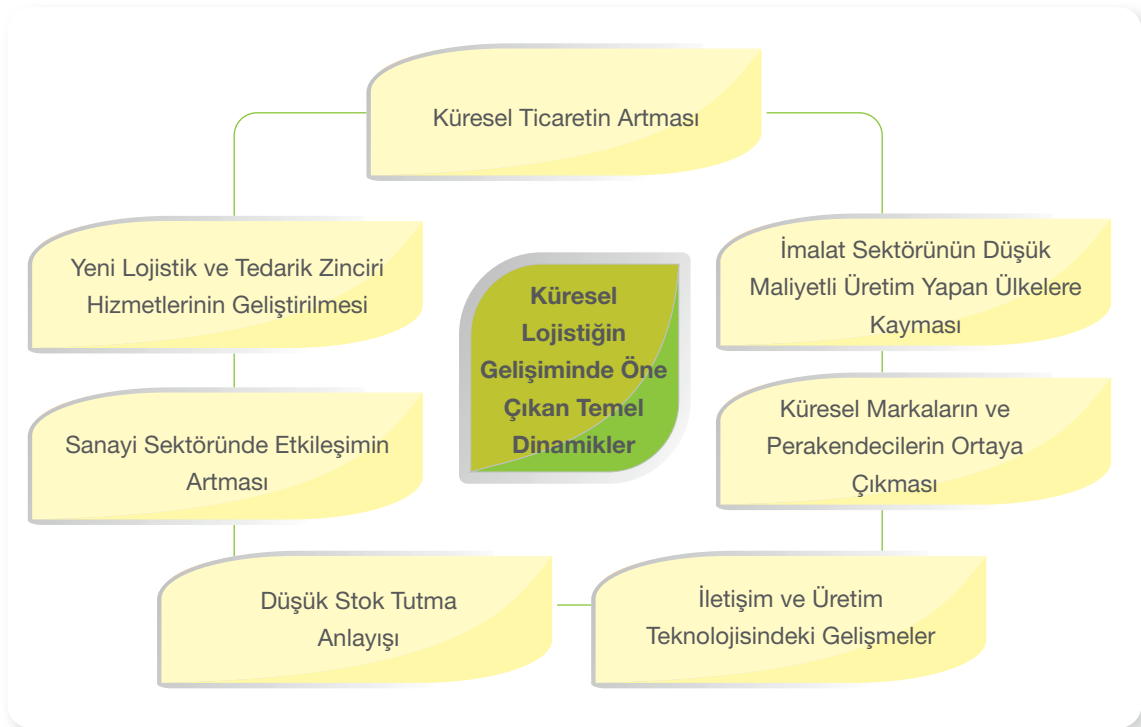 Küresel Ticaretin Artması
Yeni Lojistik ve Tedarik Zinciri
Hizmetlerinin Geliştirilmesi
İmalat Sektörünün Düşük
Maliyetli Üretim Yapan Ülkelere
Kayması
Küresel
Lojistiğin
Gelişiminde Öne
Çıkan Temel
Dinamikler
Sanayi Sektöründe Etkileşimin
Artması
Küresel Markaların ve
Perakendecilerin Ortaya
Çıkması
Düşük Stok Tutma
Anlayışı
İletişim ve Üretim
Teknolojisindeki Gelişmeler